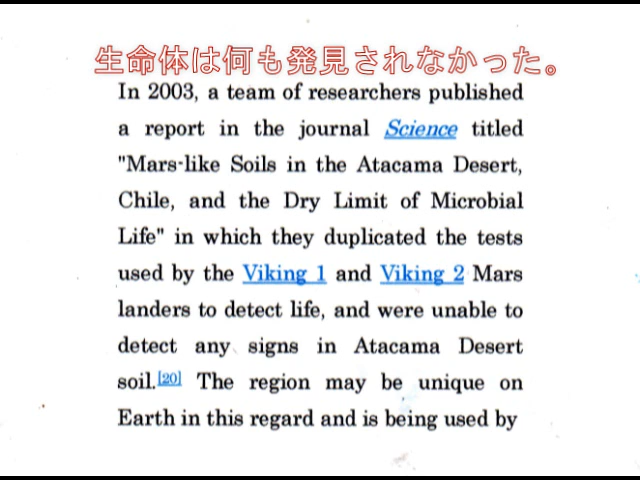 生命体は何も発見されなかった。
In 2003, a team of researchers published
a report in the journal Science titled
"Mars-like Soils in the Atacama Desert,
Chile, and the Dry Limit of Microbial
Life" in which they duplicated the tests
used by the Viking 1 and Viking 2 Mars
landers to detect life, and were unable to
detect any signs in Atacama Desert
soil.[20] The region may be unique on
Earth in this regard and is being used by